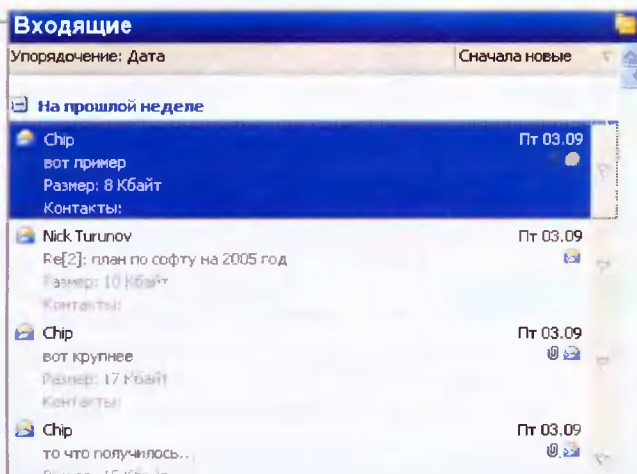 Входящие
Упорядочение: Дата Сначала новые
На прошлой неделе
Chip Пт 03.09
вот пример
Размер: 8 Кбайт
Контакты:
Nick Turunov Пт 03.09
Re[2]: план по софту на 2005 год
Размер: 10 Кбайт
Контакты:
Chip Пт 03.09
вот крупнее
Размер: 17 Кбайт
Контакты:
Chip Пт 03.09
то что получилось...